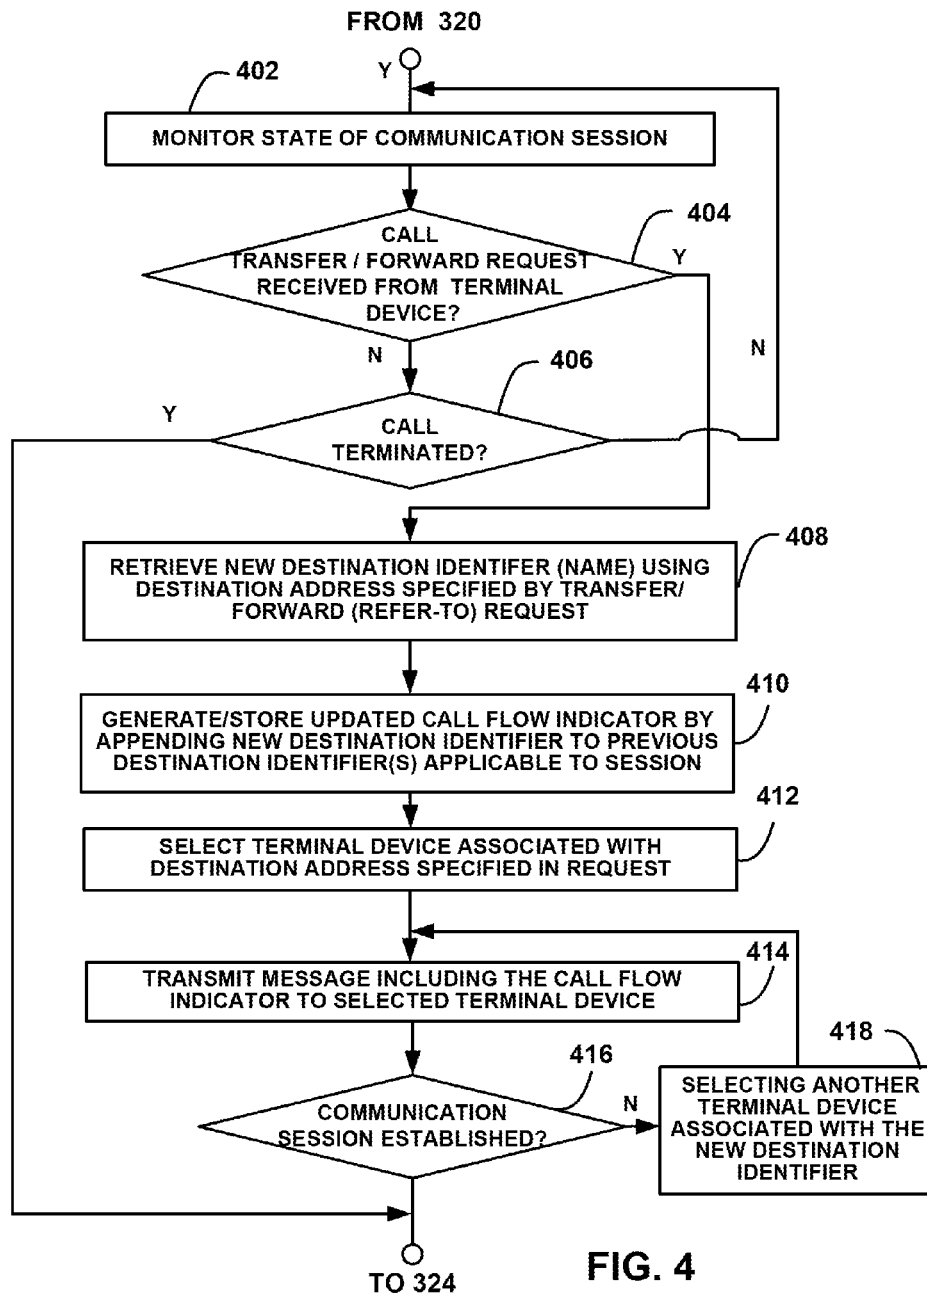 FROM 320
Y
402
MONITOR STATE OF COMMUNICATION SESSION
404
CALL
TRANSFER / FORWARD REQUEST
RECEIVED FROM TERMINAL
DEVICE?
Y
N
N
406
Y
CALL
TERMINATED?
408
RETRIEVE NEW DESTINATION IDENTIFER (NAME) USING
DESTINATION ADDRESS SPECIFIED BY TRANSFER/
FORWARD (REFER-TO) REQUEST
410
GENERATE/STORE UPDATED CALL FLOW INDICATOR BY
APPENDING NEW DESTINATION IDENTIFIER TO PREVIOUS
DESTINATION IDENTIFIER(S) APPLICABLE TO SESSION
412
SELECT TERMINAL DEVICE ASSOCIATED WITH
DESTINATION ADDRESS SPECIFIED IN REQUEST
414
TRANSMIT MESSAGE INCLUDING THE CALL FLOW
INDICATOR TO SELECTED TERMINAL DEVICE
416
COMMUNICATION
SESSION ESTABLISHED?
N
418
SELECTING ANOTHER
TERMINAL DEVICE
ASSOCIATED WITH THE
NEW DESTINATION
IDENTIFIER
TO 324
FIG. 4